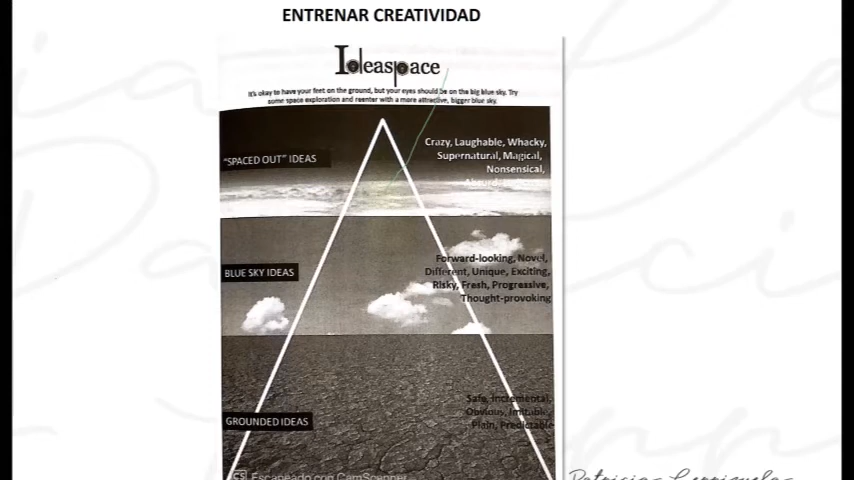 ENTRENAR CREATIVIDAD
Ideaspace
It's okay to have your feet on the ground, but your eyes should be on the big blue sky. Try
some space exploration and reenter with a more attractive, bigger blue sky.
"SPACED OUT" IDEAS
Crazy, Laughable, Whacky,
Supernatural, Magical,
Nonsensical,
BLUE SKY IDEAS
Forward-looking, Novel,
Different, Unique, Exciting,
Risky, Fresh, Progressive,
Thought-provoking
GROUNDED IDEAS
Safe, Incremental,
Obvious, Imitable,
Plain, Predictable
CS Escaneado con CamScanner
Patricia